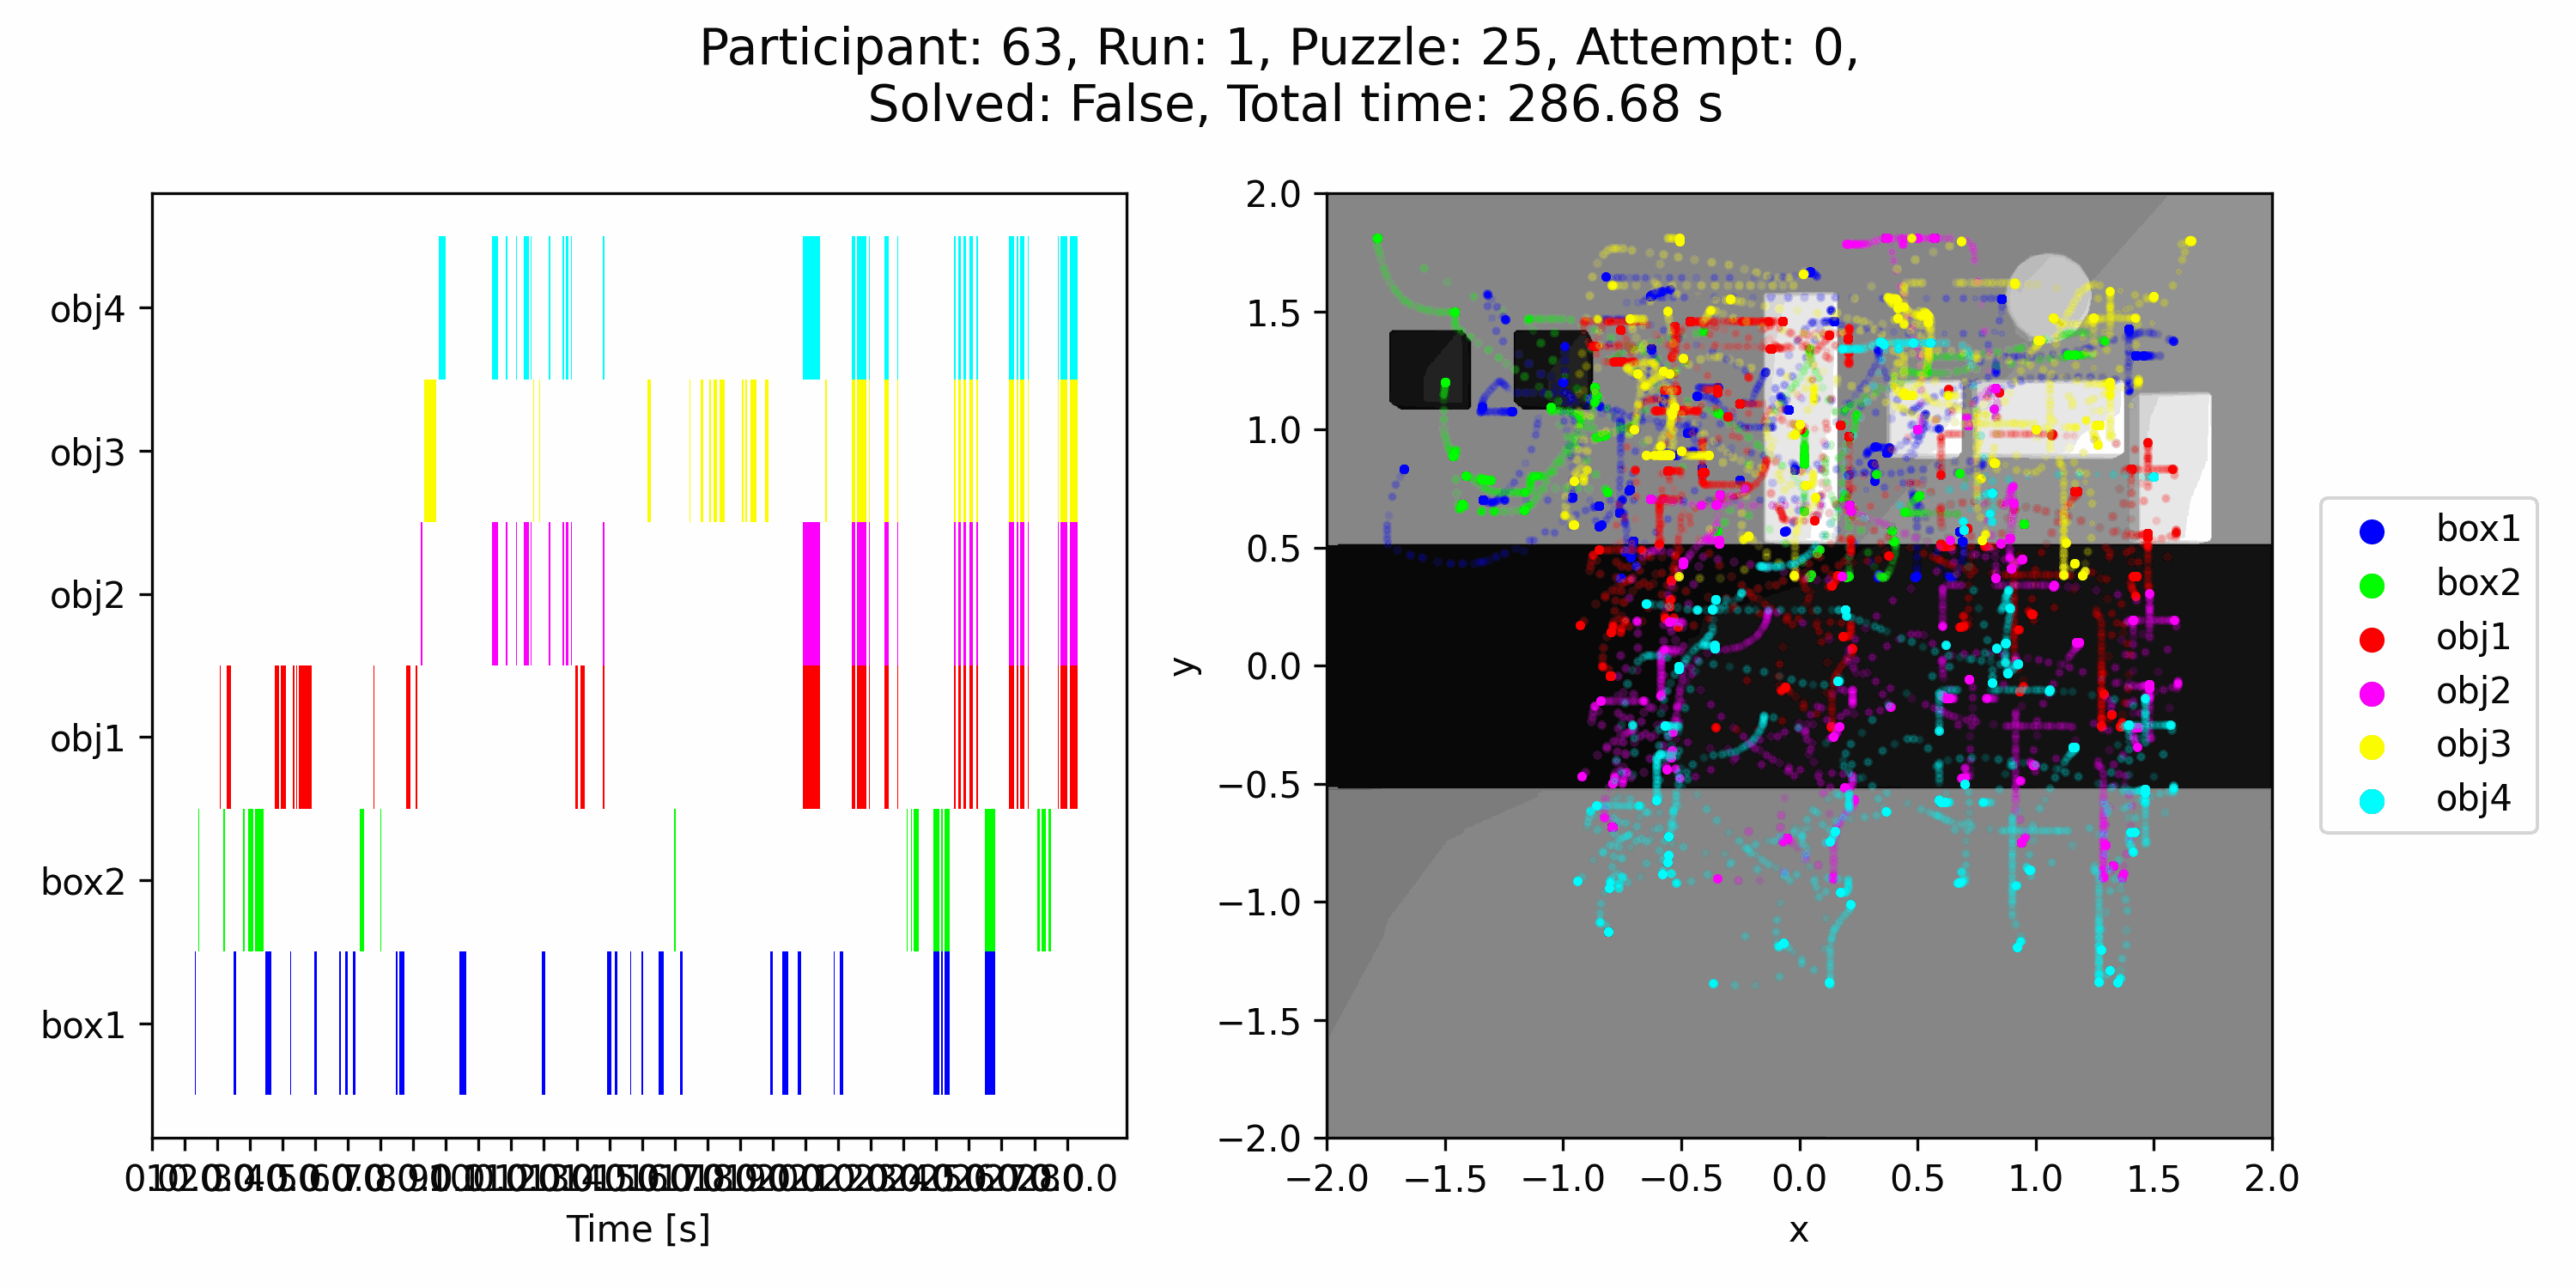 Participant: 63, Run: 1, Puzzle: 25, Attempt: 0,
Solved: False, Total time: 286.68 s
obj4
obj3
obj2
obj1
box2
box1
Time [s]
2.0
1.5
1.0
0.5
0.0
−0.5
−1.0
−1.5
−2.0
y
−2.0 −1.5 −1.0 −0.5 0.0 0.5 1.0 1.5 2.0
x
box1
box2
obj1
obj2
obj3
obj4